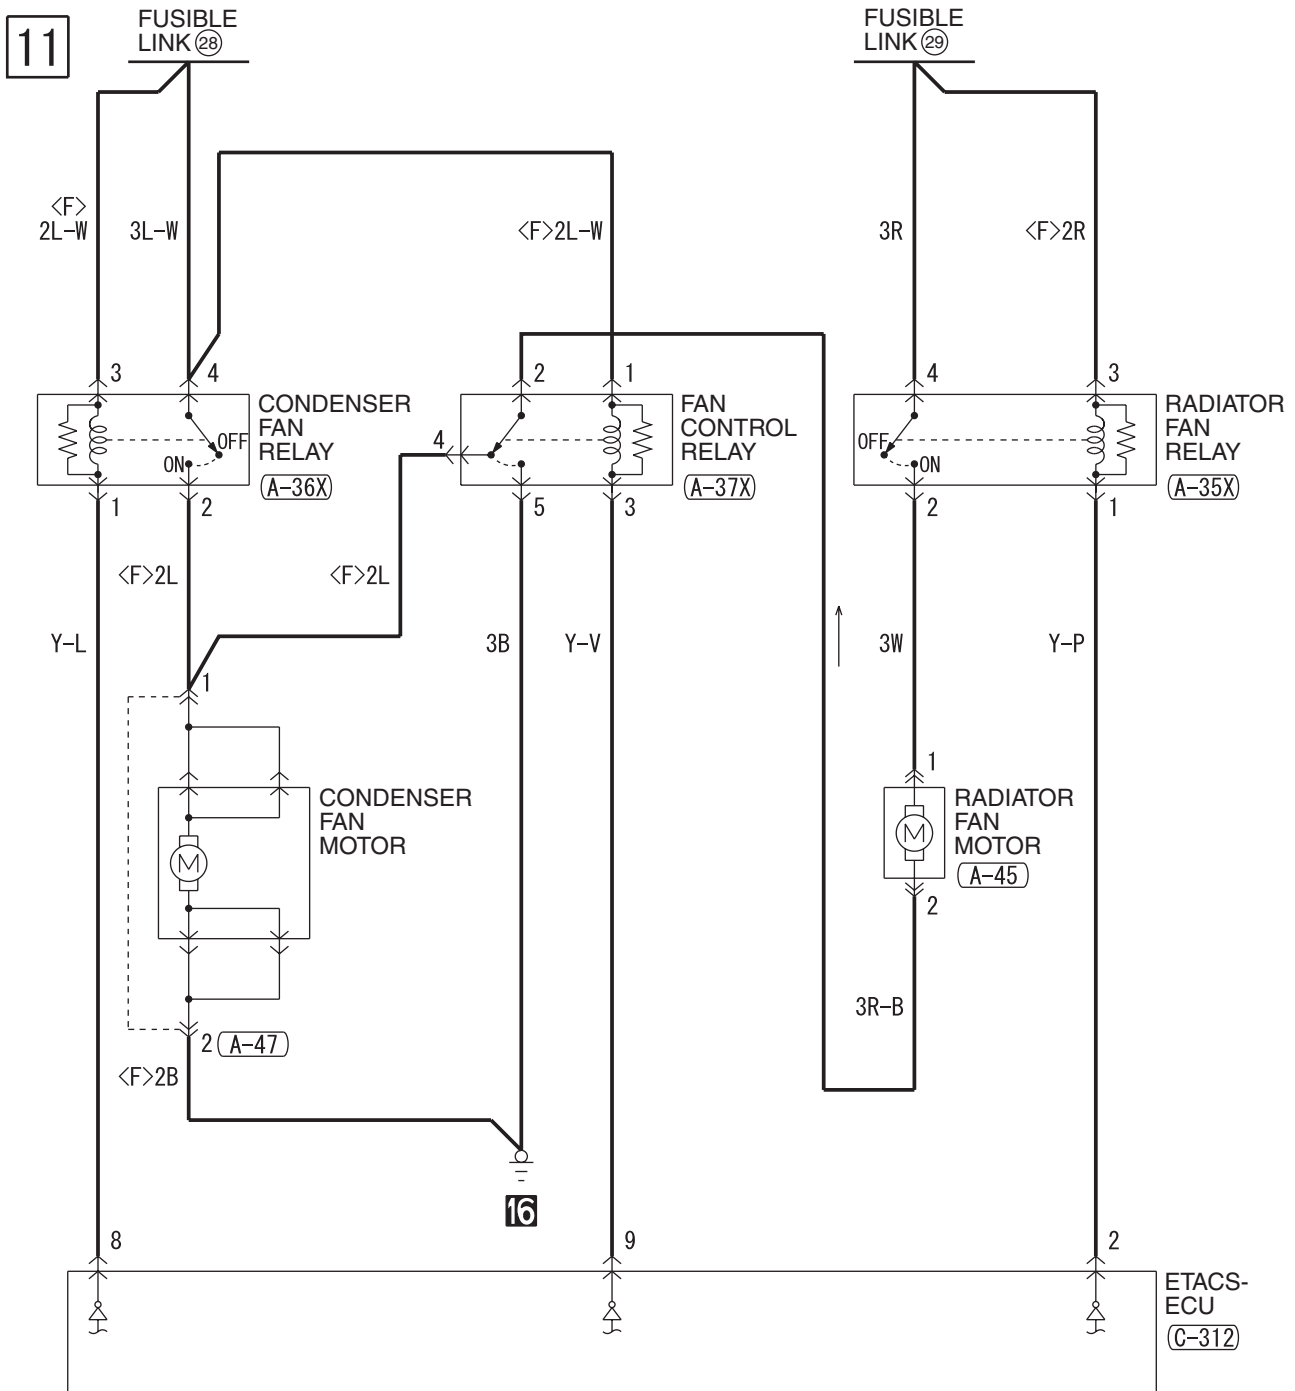 11
FUSIBLE
LINK 28
FUSIBLE
LINK 29
<F>
2L-W
3L-W
<F>2L-W
3R
<F>2R
3
4
2
1
4
3
CONDENSER
FAN
RELAY
A-36X
OFF
ON
4
FAN
CONTROL
RELAY
A-37X
OFF
ON
RADIATOR
FAN
RELAY
A-35X
1
2
5
3
2
1
<F>2L
<F>2L
Y-L
3B
Y-V
3W
Y-P
1
CONDENSER
FAN
MOTOR
M
1
RADIATOR
FAN
MOTOR
A-45
M
2
3R-B
2
A-47
<F>2B
16
8
9
2
ETACS-
ECU
C-312